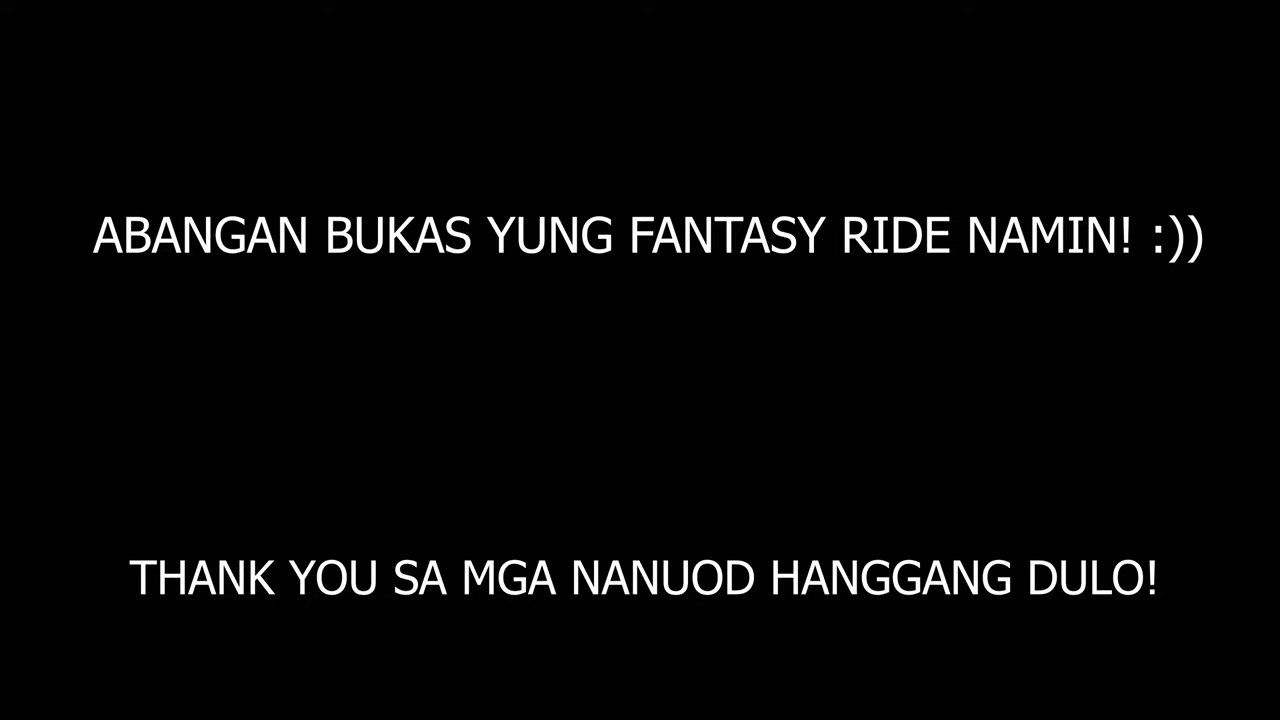 ABANGAN BUKAS YUNG FANTASY RIDE NAMIN! :))
THANK YOU SA MGA NANUOD HANGGANG DULO!